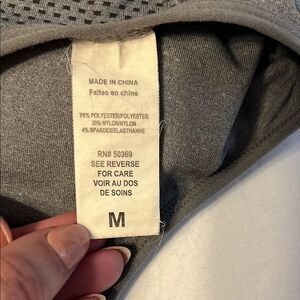 MADE IN CHINA
Faites en chine
76% POLYESTER/POLYESTER
20% NYLON/NYLON
4% SPANDEX/ELASTHANNE
RN# 50369
SEE REVERSE
FOR CARE
VOIR AU DOS
DE SOINS
M